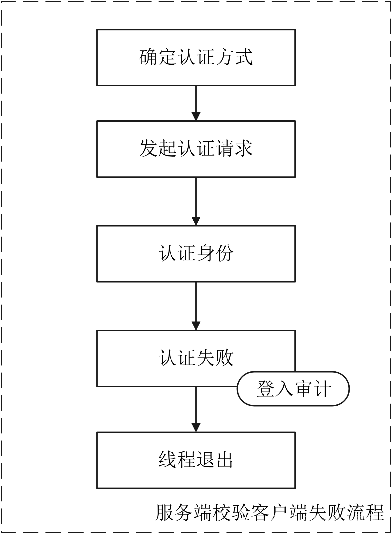 确定认证方式
发起认证请求
认证身份
认证失败
登入审计
线程退出
服务端校验客户端失败流程